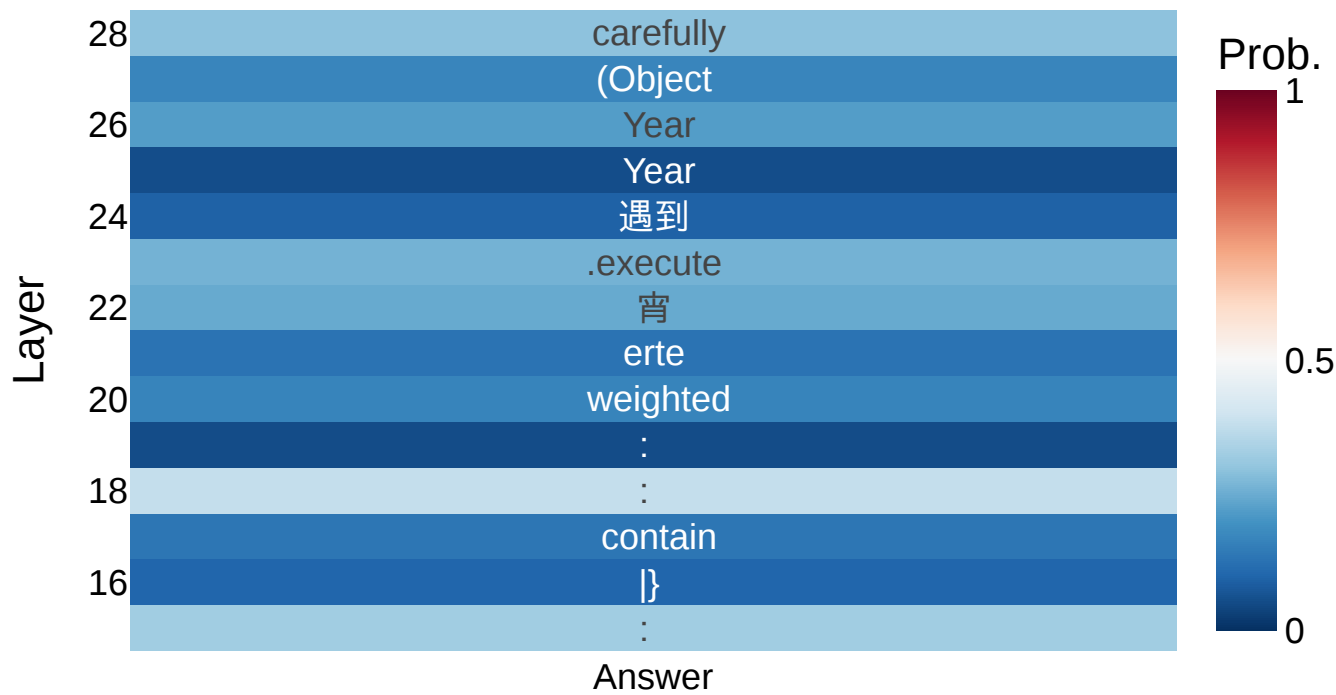 28 carefully
(Object
Prob.
1
26 Year
Year
24 遇到
.execute
22 宵
erte
0.5
20 weighted
:
18 :
contain
16 |}
:
0
Layer
Answer